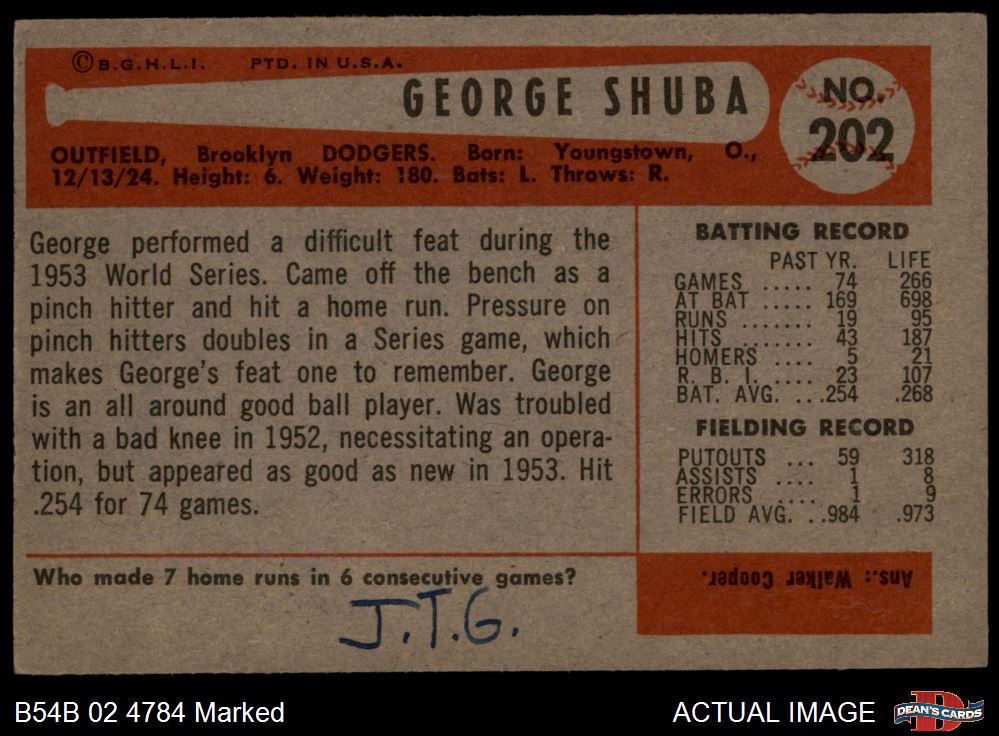 ©B.G.H.L.I. PTD. IN U.S.A.
GEORGE SHUBA
NO.
202
OUTFIELD, Brooklyn DODGERS. Born: Youngstown, O.,
12/13/24. Height: 6. Weight: 180. Bats: L. Throws: R.
George performed a difficult feat during the
1953 World Series. Came off the bench as a
pinch hitter and hit a home run. Pressure on
pinch hitters doubles in a Series game, which
makes George's feat one to remember. George
is an all around good ball player. Was troubled
with a bad knee in 1952, necessitating an opera-
tion, but appeared as good as new in 1953. Hit
.254 for 74 games.
BATTING RECORD
PAST YR. LIFE
GAMES ..... 74 266
AT BAT ..... 169 698
RUNS ....... 19 95
HITS ....... 43 187
HOMERS .... 5 21
R. B. I. .... 23 107
BAT. AVG. ...254 .268
FIELDING RECORD
PUTOUTS ... 59 318
ASSISTS .... 1 8
ERRORS .... 1 9
FIELD AVG. ..984 .973
Who made 7 home runs in 6 consecutive games?
Ans.: Walker Cooper.
J.T.G.
B54B 02 4784 Marked
ACTUAL IMAGE
D
DEAN'S CARDS